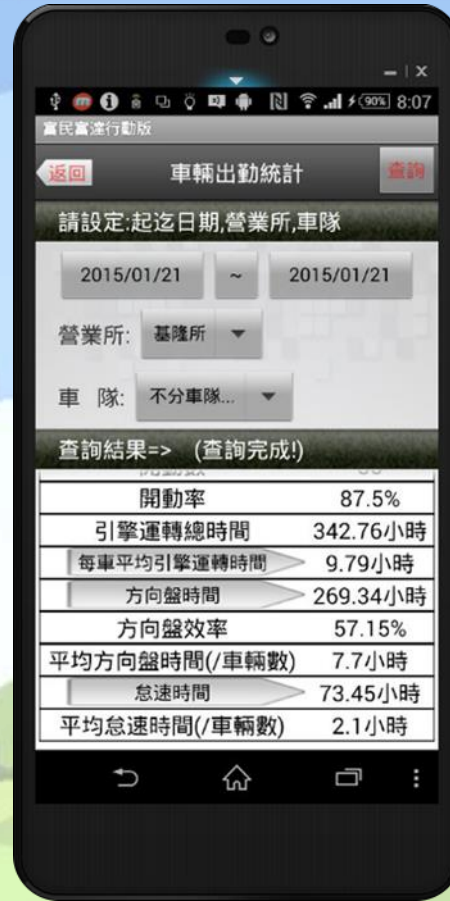 90% 8:07
富民富達行動版
返回 車輛出勤統計 查詢
請設定:起迄日期,營業所,車隊
2015/01/21 ~ 2015/01/21
營業所: 基隆所
車 隊: 不分車隊...
查詢結果=> (查詢完成!)
開動率 87.5%
引擎運轉總時間 342.76小時
每車平均引擎運轉時間 9.79小時
方向盤時間 269.34小時
方向盤效率 57.15%
平均方向盤時間(/車輛數) 7.7小時
怠速時間 73.45小時
平均怠速時間(/車輛數) 2.1小時